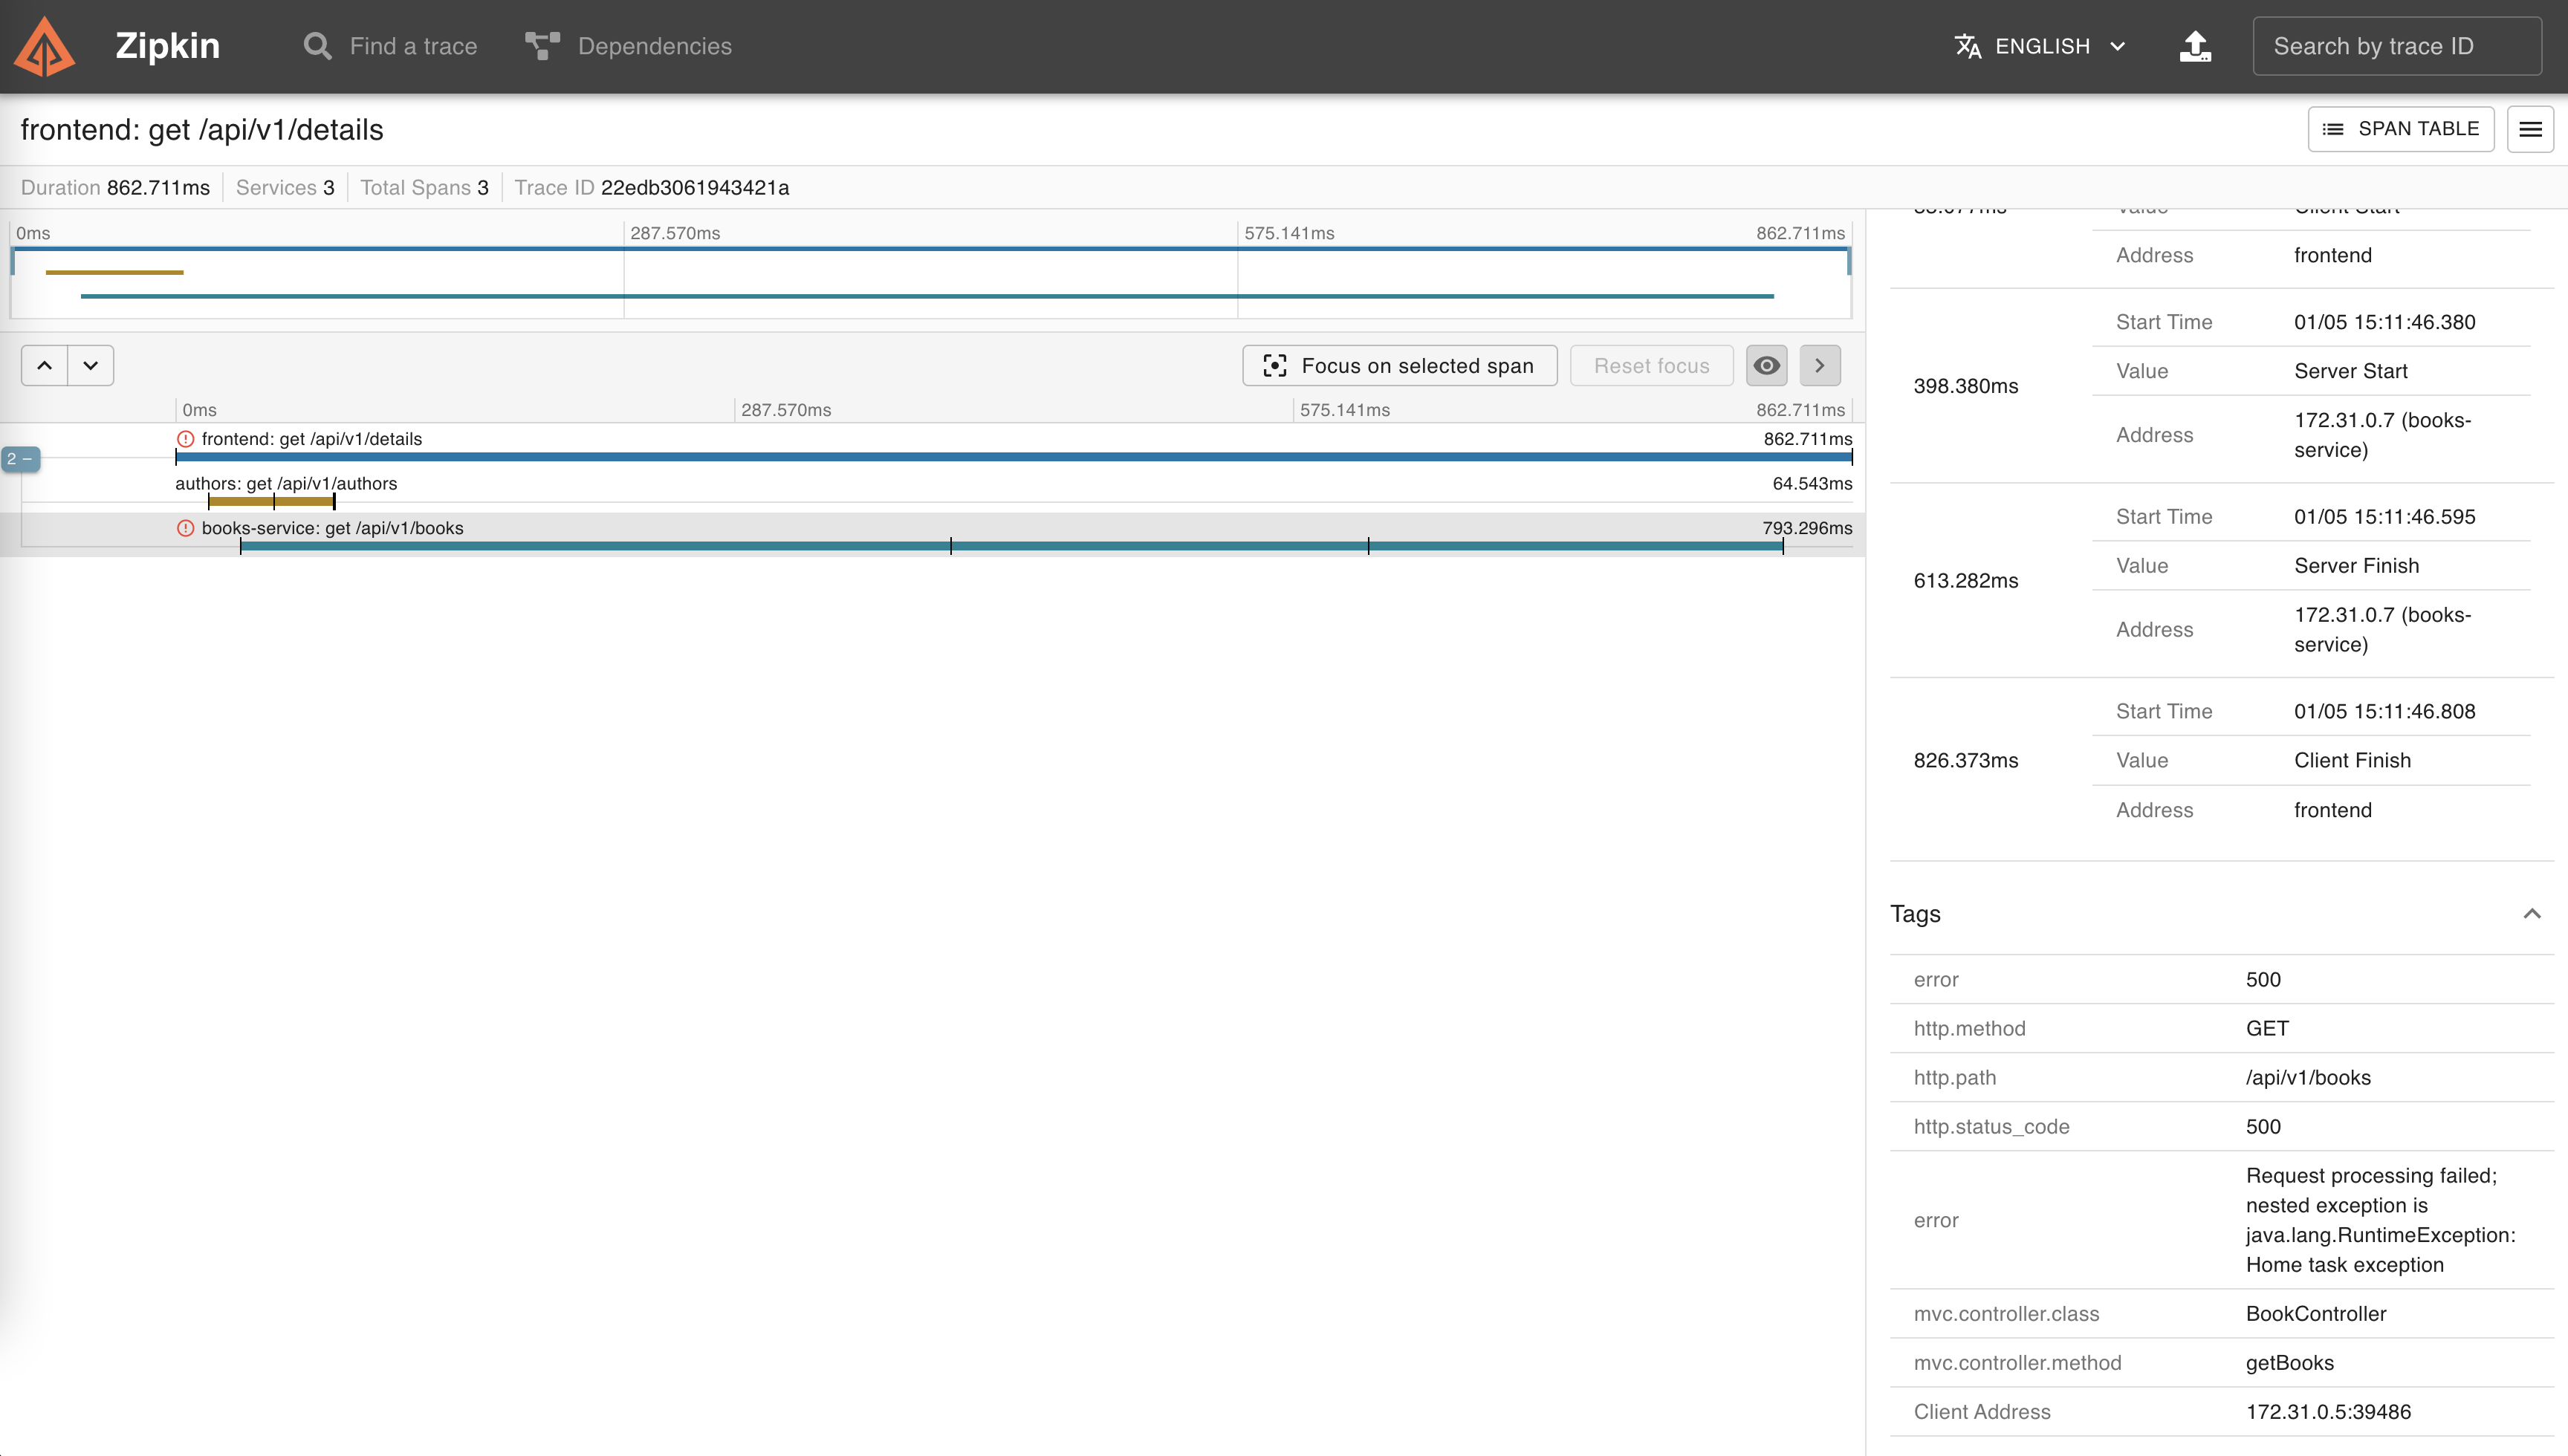 Zipkin
Find a trace
Dependencies
ENGLISH
Search by trace ID
frontend: get /api/v1/details
SPAN TABLE
Duration 862.711ms
Services 3
Total Spans 3
Trace ID 22edb3061943421a
0ms
287.570ms
575.141ms
862.711ms
Focus on selected span
Reset focus
0ms
287.570ms
575.141ms
862.711ms
2 −
frontend: get /api/v1/details
862.711ms
authors: get /api/v1/authors
64.543ms
books-service: get /api/v1/books
793.296ms
Value
Client Start
Address
frontend
398.380ms
Start Time
01/05 15:11:46.380
Value
Server Start
Address
172.31.0.7 (books-
service)
613.282ms
Start Time
01/05 15:11:46.595
Value
Server Finish
Address
172.31.0.7 (books-
service)
826.373ms
Start Time
01/05 15:11:46.808
Value
Client Finish
Address
frontend
Tags
error
500
http.method
GET
http.path
/api/v1/books
http.status_code
500
error
Request processing failed;
nested exception is
java.lang.RuntimeException:
Home task exception
mvc.controller.class
BookController
mvc.controller.method
getBooks
Client Address
172.31.0.5:39486